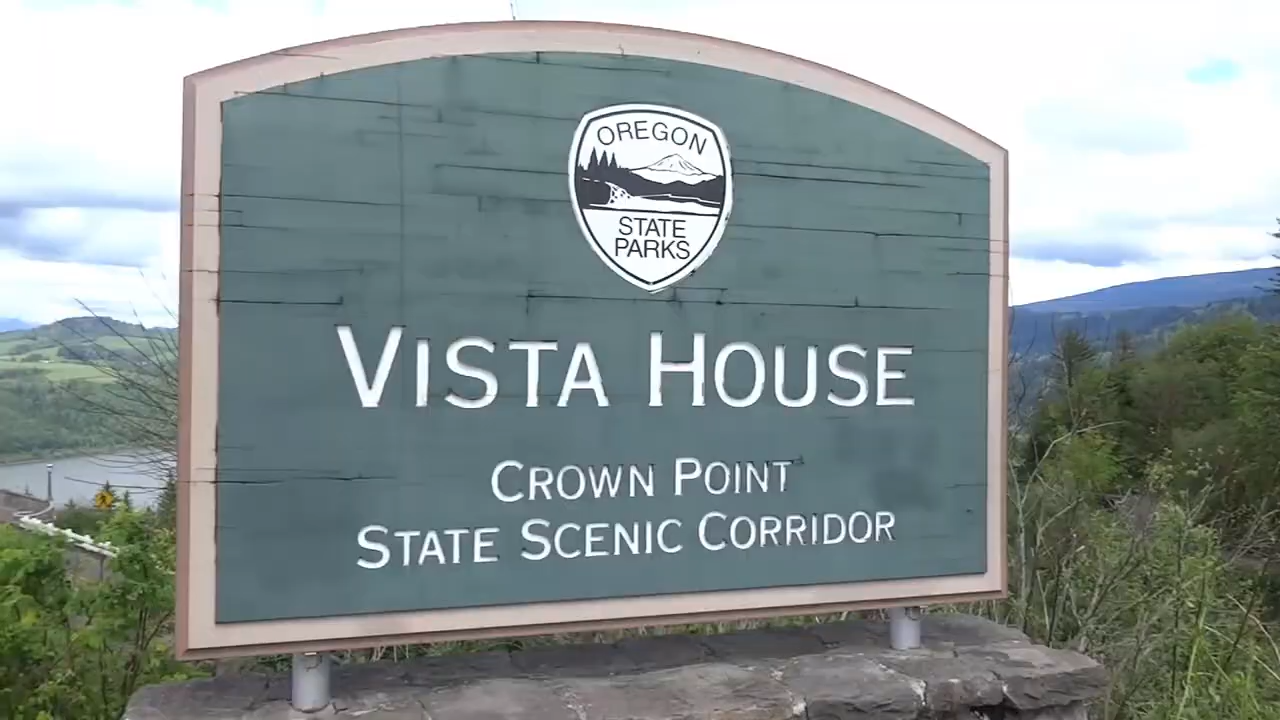 OREGON
STATE
PARKS
VISTA HOUSE
CROWN POINT
STATE SCENIC CORRIDOR